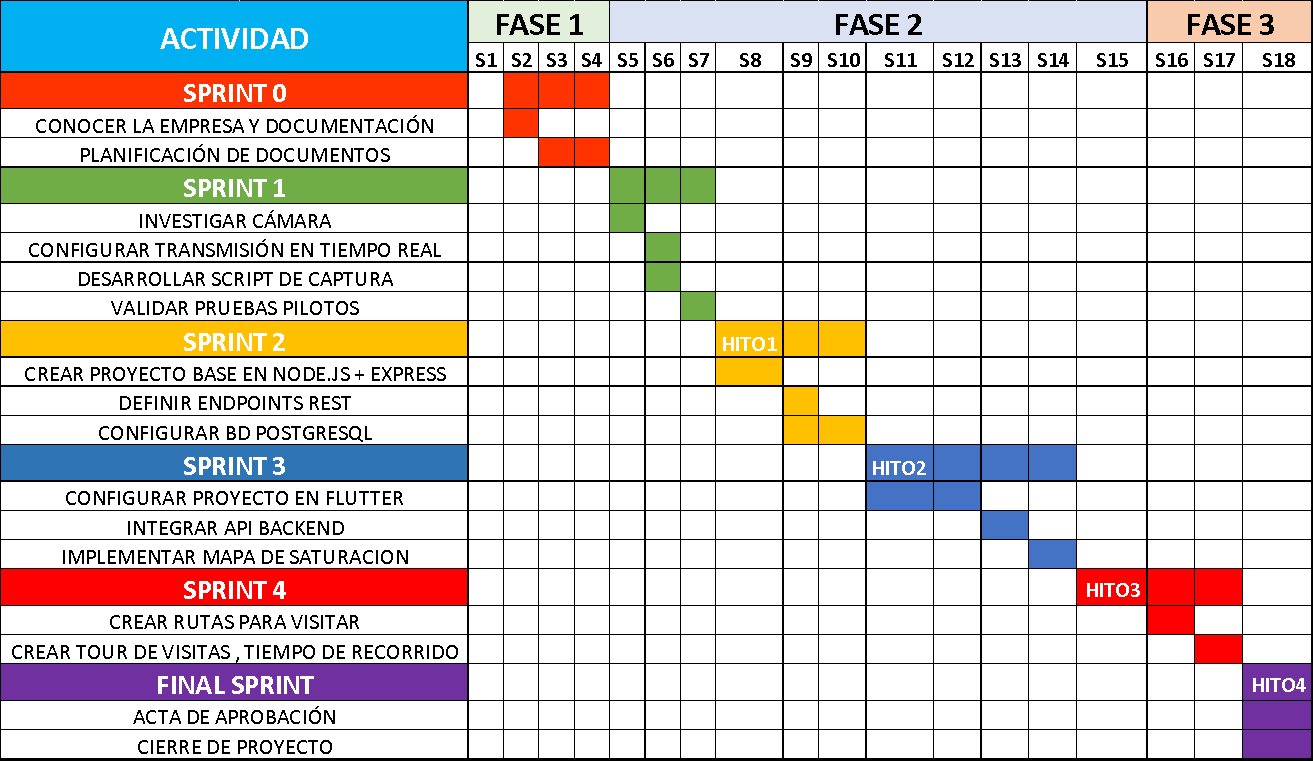 ACTIVIDAD FASE 1 FASE 2 FASE 3
S1 S2 S3 S4 S5 S6 S7 S8 S9 S10 S11 S12 S13 S14 S15 S16 S17 S18
SPRINT 0
CONOCER LA EMPRESA Y DOCUMENTACIÓN
PLANIFICACIÓN DE DOCUMENTOS
SPRINT 1
INVESTIGAR CÁMARA
CONFIGURAR TRANSMISIÓN EN TIEMPO REAL
DESARROLLAR SCRIPT DE CAPTURA
VALIDAR PRUEBAS PILOTOS
SPRINT 2 HITO1
CREAR PROYECTO BASE EN NODE.JS + EXPRESS
DEFINIR ENDPOINTS REST
CONFIGURAR BD POSTGRESQL
SPRINT 3 HITO2
CONFIGURAR PROYECTO EN FLUTTER
INTEGRAR API BACKEND
IMPLEMENTAR MAPA DE SATURACION
SPRINT 4 HITO3
CREAR RUTAS PARA VISITAR
CREAR TOUR DE VISITAS , TIEMPO DE RECORRIDO
FINAL SPRINT HITO4
ACTA DE APROBACIÓN
CIERRE DE PROYECTO